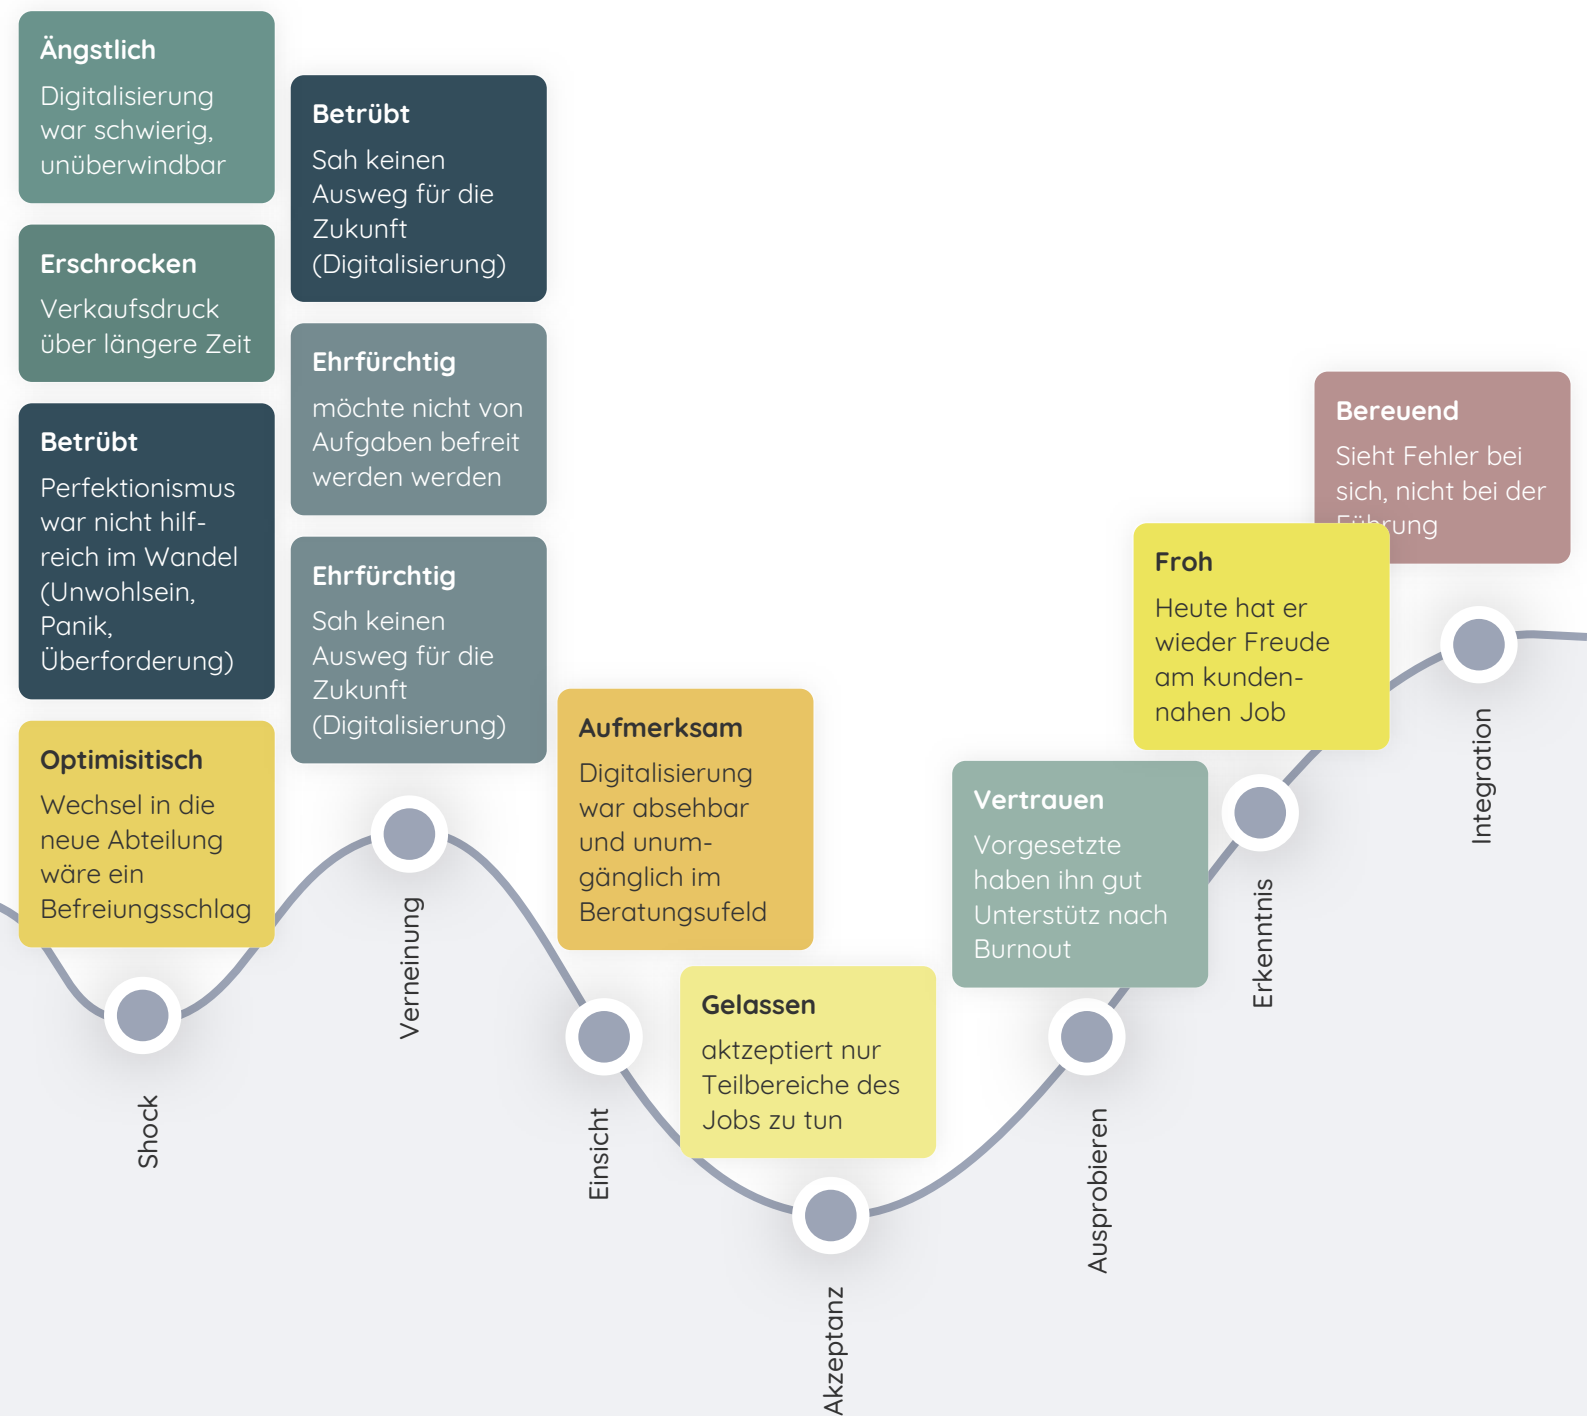 Ängstlich
Digitalisierung
war schwierig,
unüberwindbar
Erschrocken
Verkaufsdruck
über längere Zeit
Betrübt
Perfektionismus
war nicht hilf-
reich im Wandel
(Unwohlsein,
Panik,
Überforderung)
Optimisitisch
Wechsel in die
neue Abteilung
wäre ein
Befreiungsschlag
Shock
Betrübt
Sah keinen
Ausweg für die
Zukunft
(Digitalisierung)
Ehrfürchtig
möchte nicht von
Aufgaben befreit
werden werden
Ehrfürchtig
Sah keinen
Ausweg für die
Zukunft
(Digitalisierung)
Verneinung
Aufmerksam
Digitalisierung
war absehbar
und unum-
gänglich im
Beratungsufeld
Einsicht
Gelassen
aktzeptiert nur
Teilbereiche des
Jobs zu tun
Akzeptanz
Vertrauen
Vorgesetzte
haben ihn gut
Unterstütz nach
Burnout
Ausprobieren
Froh
Heute hat er
wieder Freude
am kunden-
nahen Job
Erkenntnis
Bereuend
Sieht Fehler bei
sich, nicht bei der
Führung
Integration